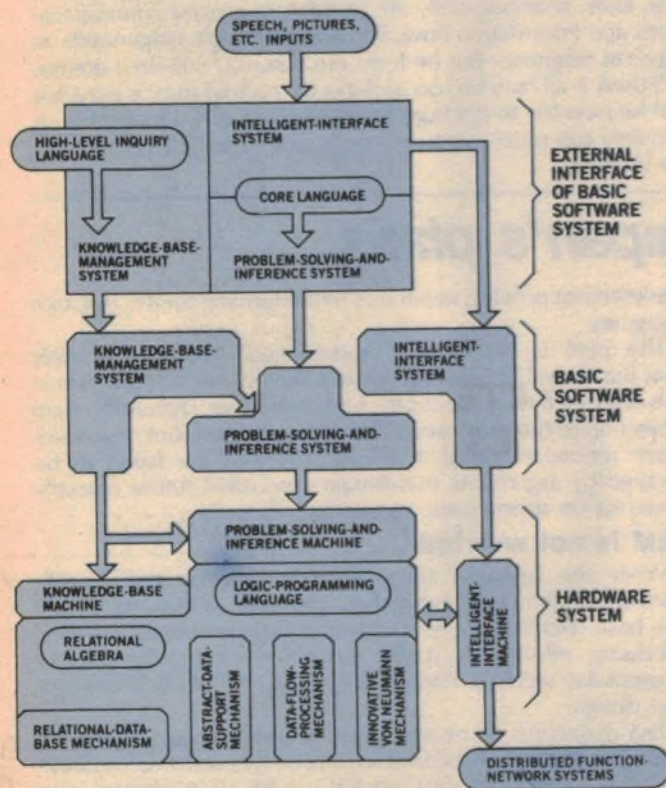 SPEECH, PICTURES,
ETC. INPUTS
HIGH-LEVEL INQUIRY
LANGUAGE
INTELLIGENT-INTERFACE
SYSTEM
CORE LANGUAGE
KNOWLEDGE-BASE-
MANAGEMENT
SYSTEM
PROBLEM-SOLVING-AND-
INFERENCE SYSTEM
EXTERNAL
INTERFACE
OF BASIC
SOFTWARE
SYSTEM
KNOWLEDGE-BASE-
MANAGEMENT
SYSTEM
INTELLIGENT-
INTERFACE
SYSTEM
PROBLEM-SOLVING-AND-
INFERENCE SYSTEM
BASIC
SOFTWARE
SYSTEM
PROBLEM-SOLVING-AND-
INFERENCE MACHINE
KNOWLEDGE-BASE
MACHINE
LOGIC-PROGRAMMING
LANGUAGE
RELATIONAL
ALGEBRA
RELATIONAL-DATA-
BASE MECHANISM
ABSTRACT-DATA-
SUPPORT
MECHANISM
DATA-FLOW-
PROCESSING
MECHANISM
INNOVATIVE
VON NEUMANN
MECHANISM
INTELLIGENT-
INTERFACE
MACHINE
HARDWARE
SYSTEM
DISTRIBUTED FUNCTION-
NETWORK SYSTEMS